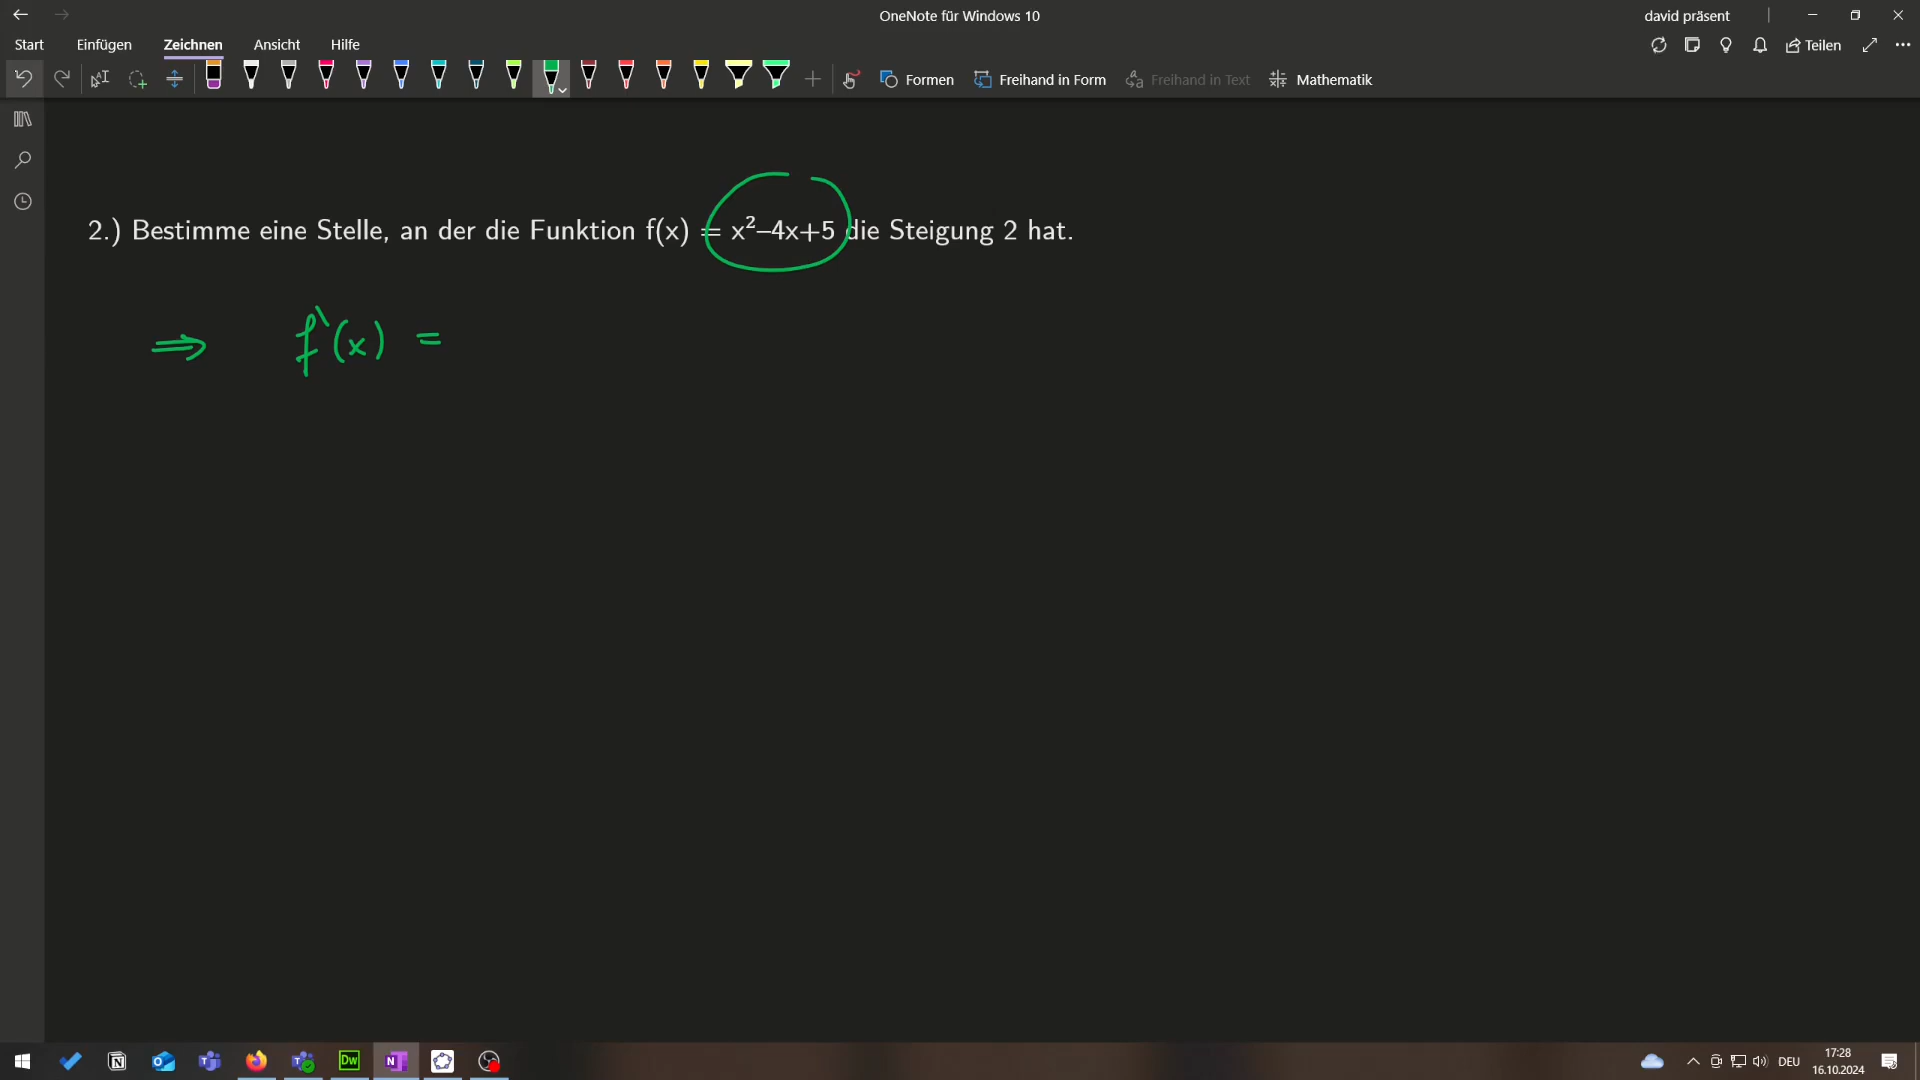 OneNote für Windows 10
david präsent
Start Einfügen Zeichnen Ansicht Hilfe
Teilen
Formen Freihand in Form Freihand in Text Mathematik
2.) Bestimme eine Stelle, an der die Funktion f(x) = x²–4x+5 die Steigung 2 hat.
⇒ f'(x) =
DEU
17:28
16.10.2024